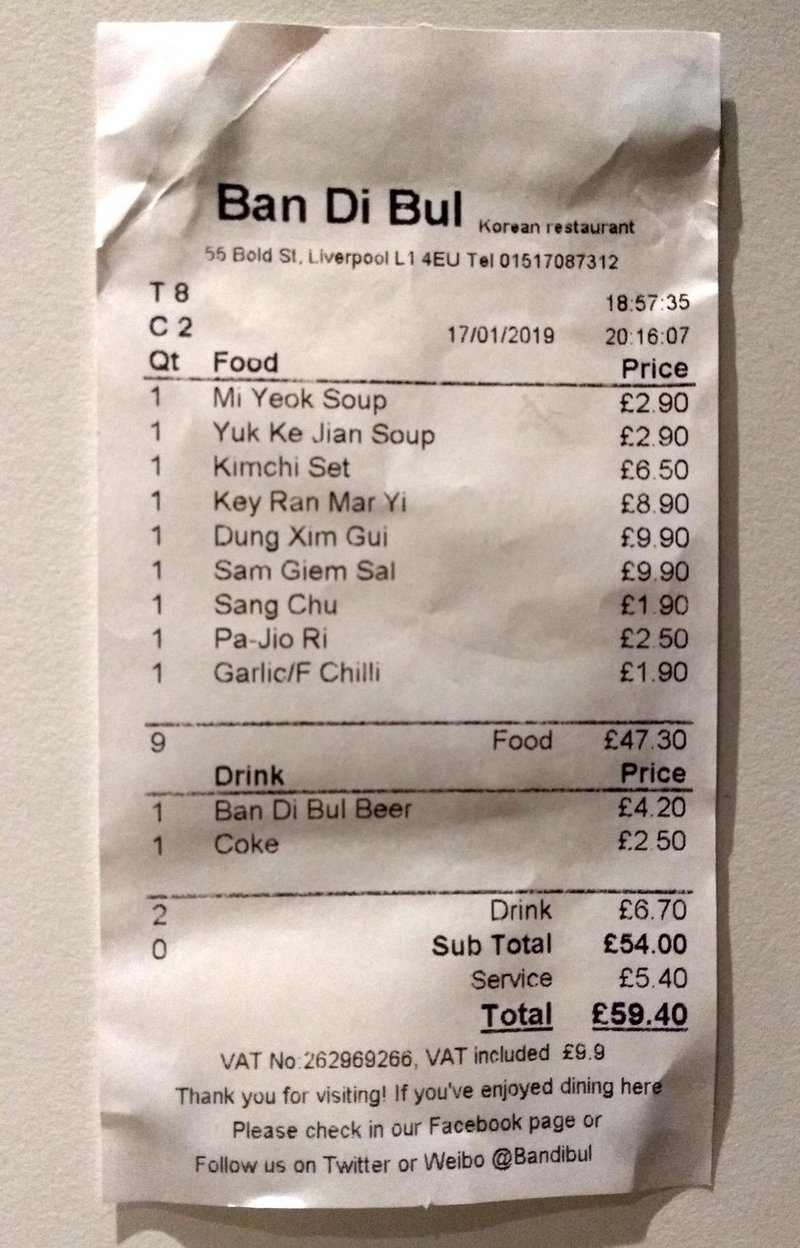 Ban Di Bul Korean restaurant
55 Bold St, Liverpool L1 4EU Tel 01517087312
T 8 18:57:35
C 2 17/01/2019 20:16:07
Qt Food Price
1 Mi Yeok Soup £2.90
1 Yuk Ke Jian Soup £2.90
1 Kimchi Set £6.50
1 Key Ran Mar Yi £8.90
1 Dung Xim Gui £9.90
1 Sam Giem Sal £9.90
1 Sang Chu £1.90
1 Pa-Jio Ri £2.50
1 Garlic/F Chilli £1.90
9 Food £47.30
Drink Price
1 Ban Di Bul Beer £4.20
1 Coke £2.50
2 Drink £6.70
0 Sub Total £54.00
Service £5.40
Total £59.40
VAT No:262969266, VAT included £9.9
Thank you for visiting! If you've enjoyed dining here
Please check in our Facebook page or
Follow us on Twitter or Weibo @Bandibul